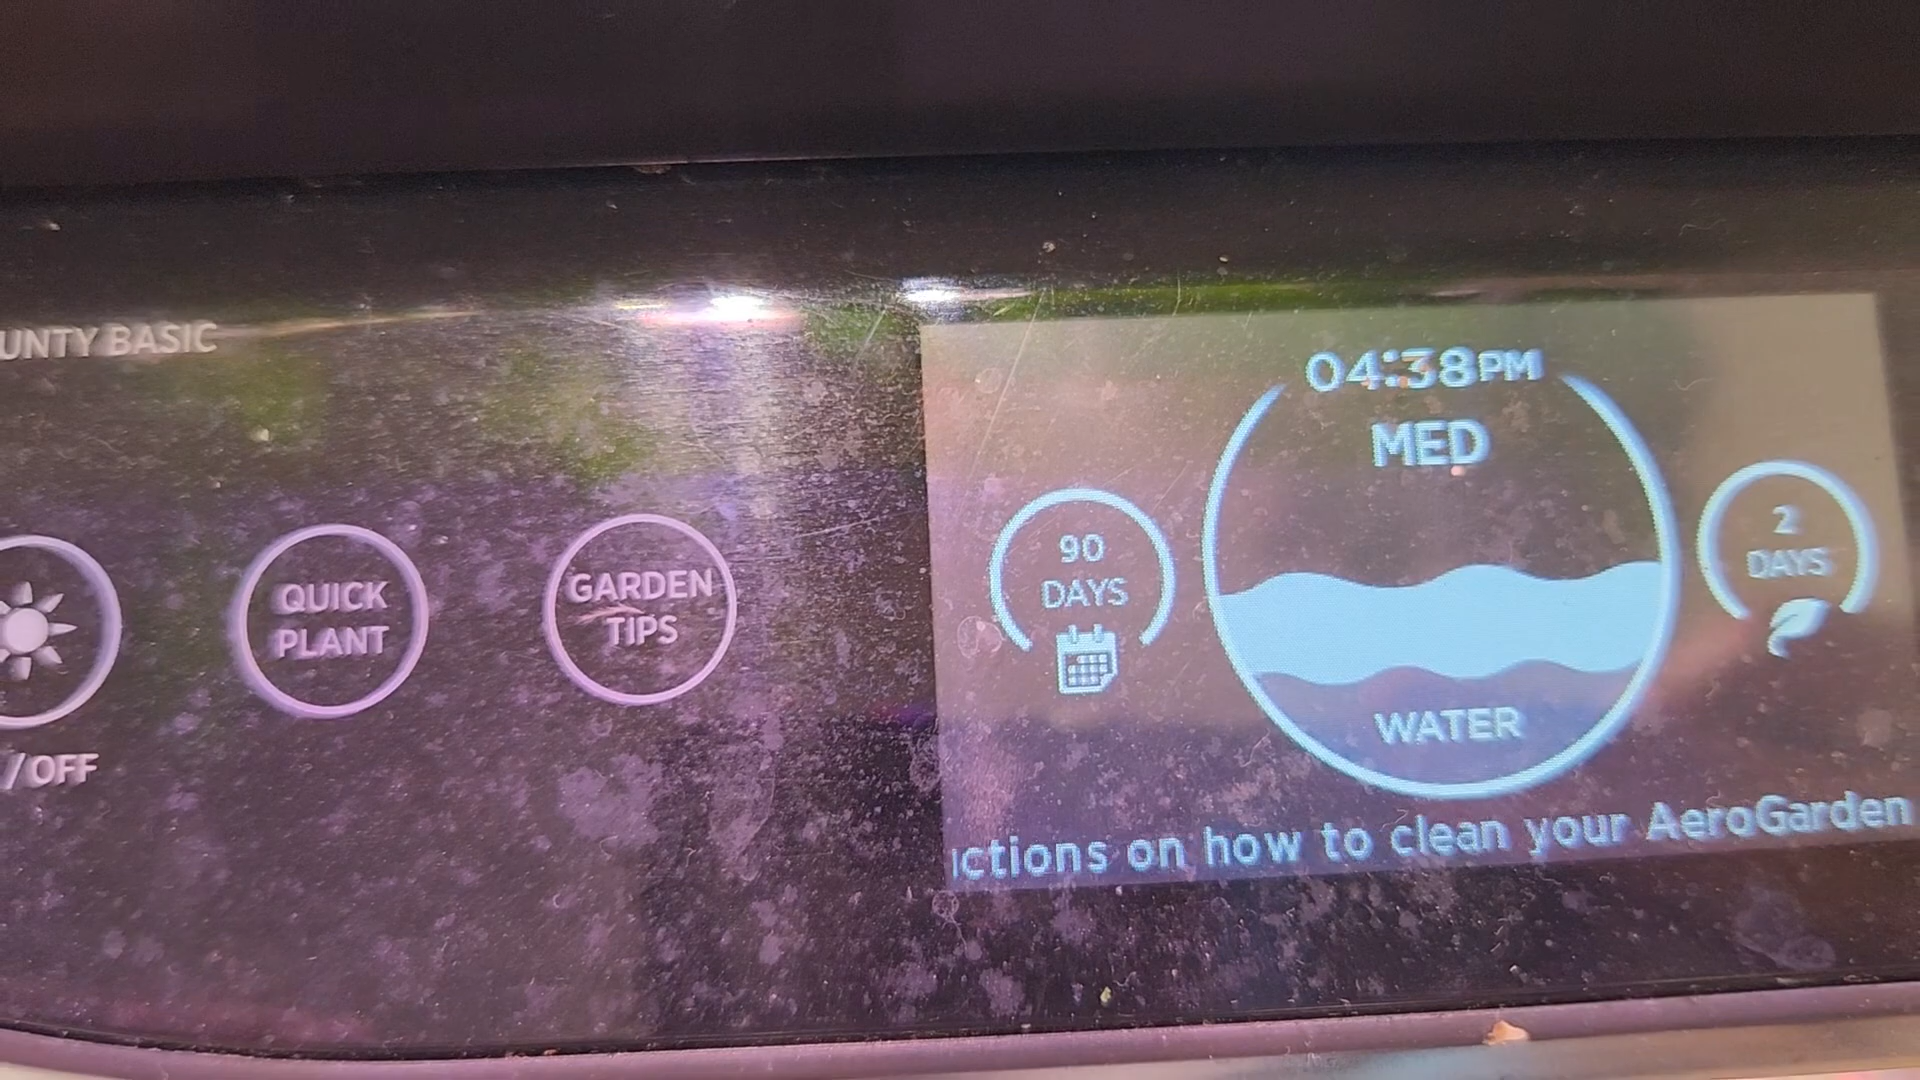 UNTY BASIC
/OFF
QUICK
PLANT
GARDEN
TIPS
04:38PM
MED
90
DAYS
2
DAYS
WATER
ctions on how to clean your AeroGarden